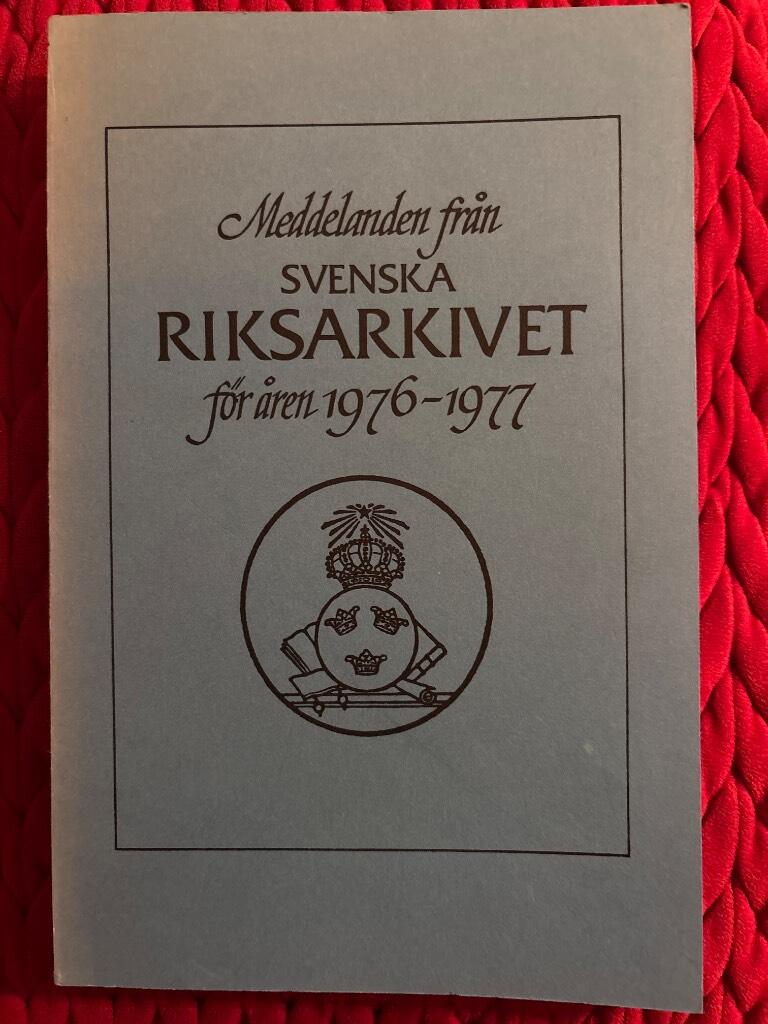 Meddelanden från
SVENSKA
RIKSARKIVET
för åren 1976-1977